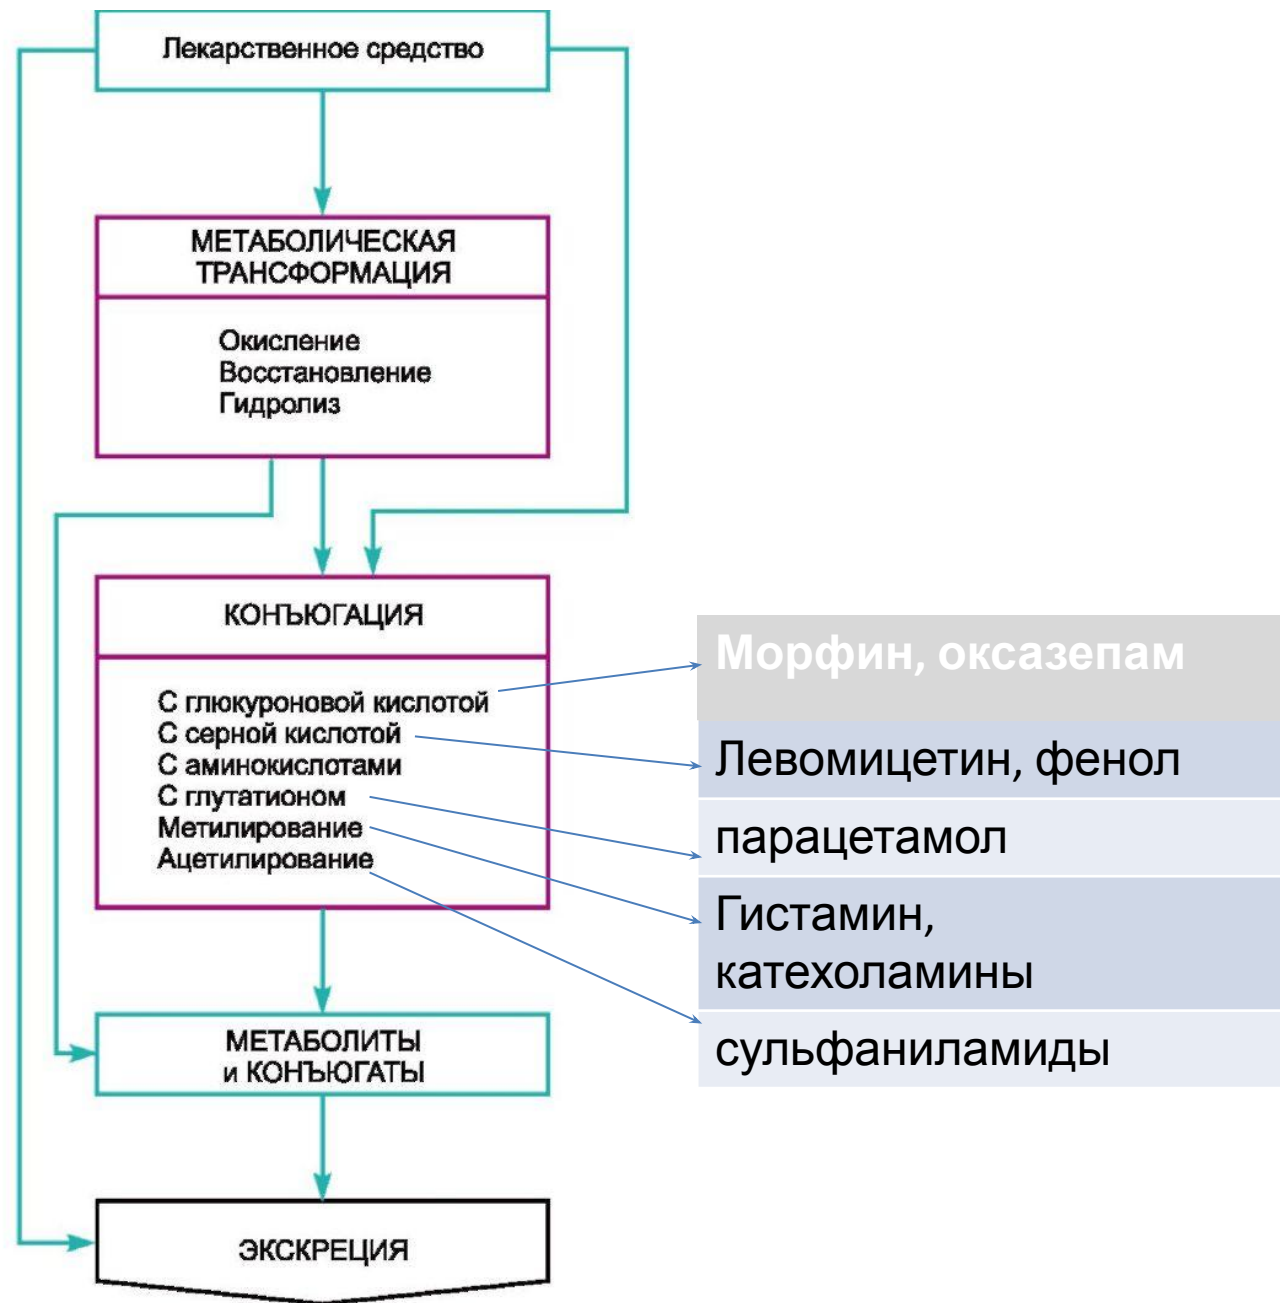 Лекарственное средство
МЕТАБОЛИЧЕСКАЯ
ТРАНСФОРМАЦИЯ
Окисление
Восстановление
Гидролиз
КОНЪЮГАЦИЯ
С глюкуроновой кислотой
С серной кислотой
С аминокислотами
С глутатионом
Метилирование
Ацетилирование
Морфин, оксазепам
Левомицетин, фенол
парацетамол
Гистамин,
катехоламины
сульфаниламиды
МЕТАБОЛИТЫ
и КОНЪЮГАТЫ
ЭКСКРЕЦИЯ